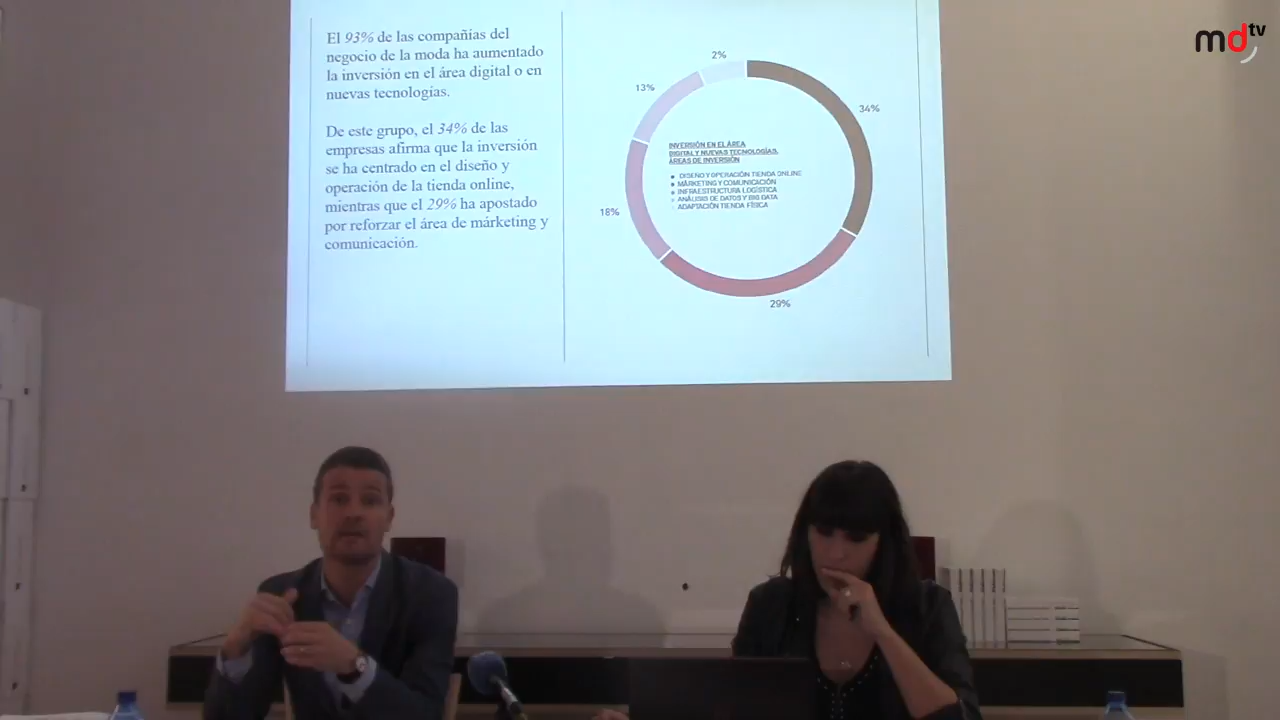 El 93% de las compañías del
negocio de la moda ha aumentado
la inversión en el área digital o en
nuevas tecnologías.
De este grupo, el 34% de las
empresas afirma que la inversión
se ha centrado en el diseño y
operación de la tienda online,
mientras que el 29% ha apostado
por reforzar el área de márketing y
comunicación.
2%
13%
34%
18%
29%
INVERSIÓN EN EL ÁREA
DIGITAL Y NUEVAS TECNOLOGÍAS.
ÁREAS DE INVERSIÓN
DISEÑO Y OPERACIÓN TIENDA ONLINE
MÁRKETING Y COMUNICACIÓN
INFRAESTRUCTURA LOGÍSTICA
ANÁLISIS DE DATOS Y BIG DATA
ADAPTACIÓN TIENDA FÍSICA
md tv